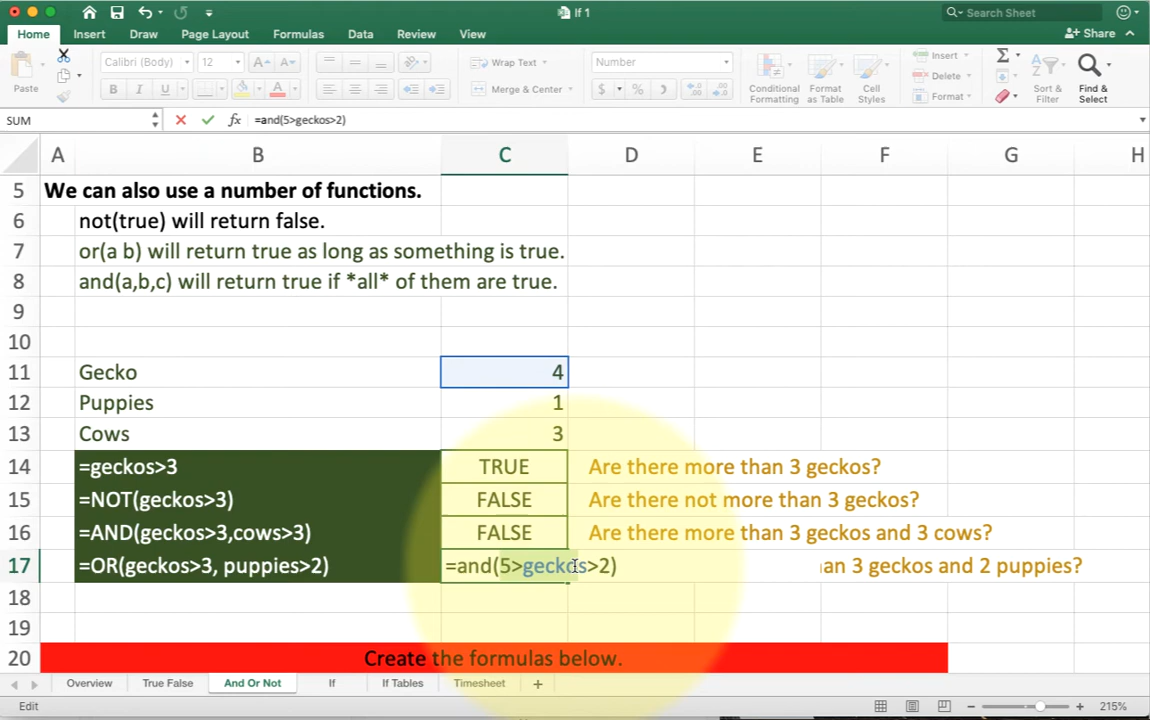 If 1
Search Sheet
Home Insert Draw Page Layout Formulas Data Review View Share
Paste Calibri (Body) 12 Wrap Text Number Insert
B I U Merge & Center $ % Conditional Formatting Format as Table Cell Styles Delete Format Sort & Filter Find & Select
SUM fx =and(5>geckos>2)
A B C D E F G H
5 We can also use a number of functions.
6 not(true) will return false.
7 or(a b) will return true as long as something is true.
8 and(a,b,c) will return true if *all* of them are true.
9
10
11 Gecko 4
12 Puppies 1
13 Cows 3
14 =geckos>3 TRUE Are there more than 3 geckos?
15 =NOT(geckos>3) FALSE Are there not more than 3 geckos?
16 =AND(geckos>3,cows>3) FALSE Are there more than 3 geckos and 3 cows?
17 =OR(geckos>3, puppies>2) =and(5>geckos>2) an 3 geckos and 2 puppies?
18
19
20 Create the formulas below.
Overview True False And Or Not If If Tables Timesheet +
Edit 215%